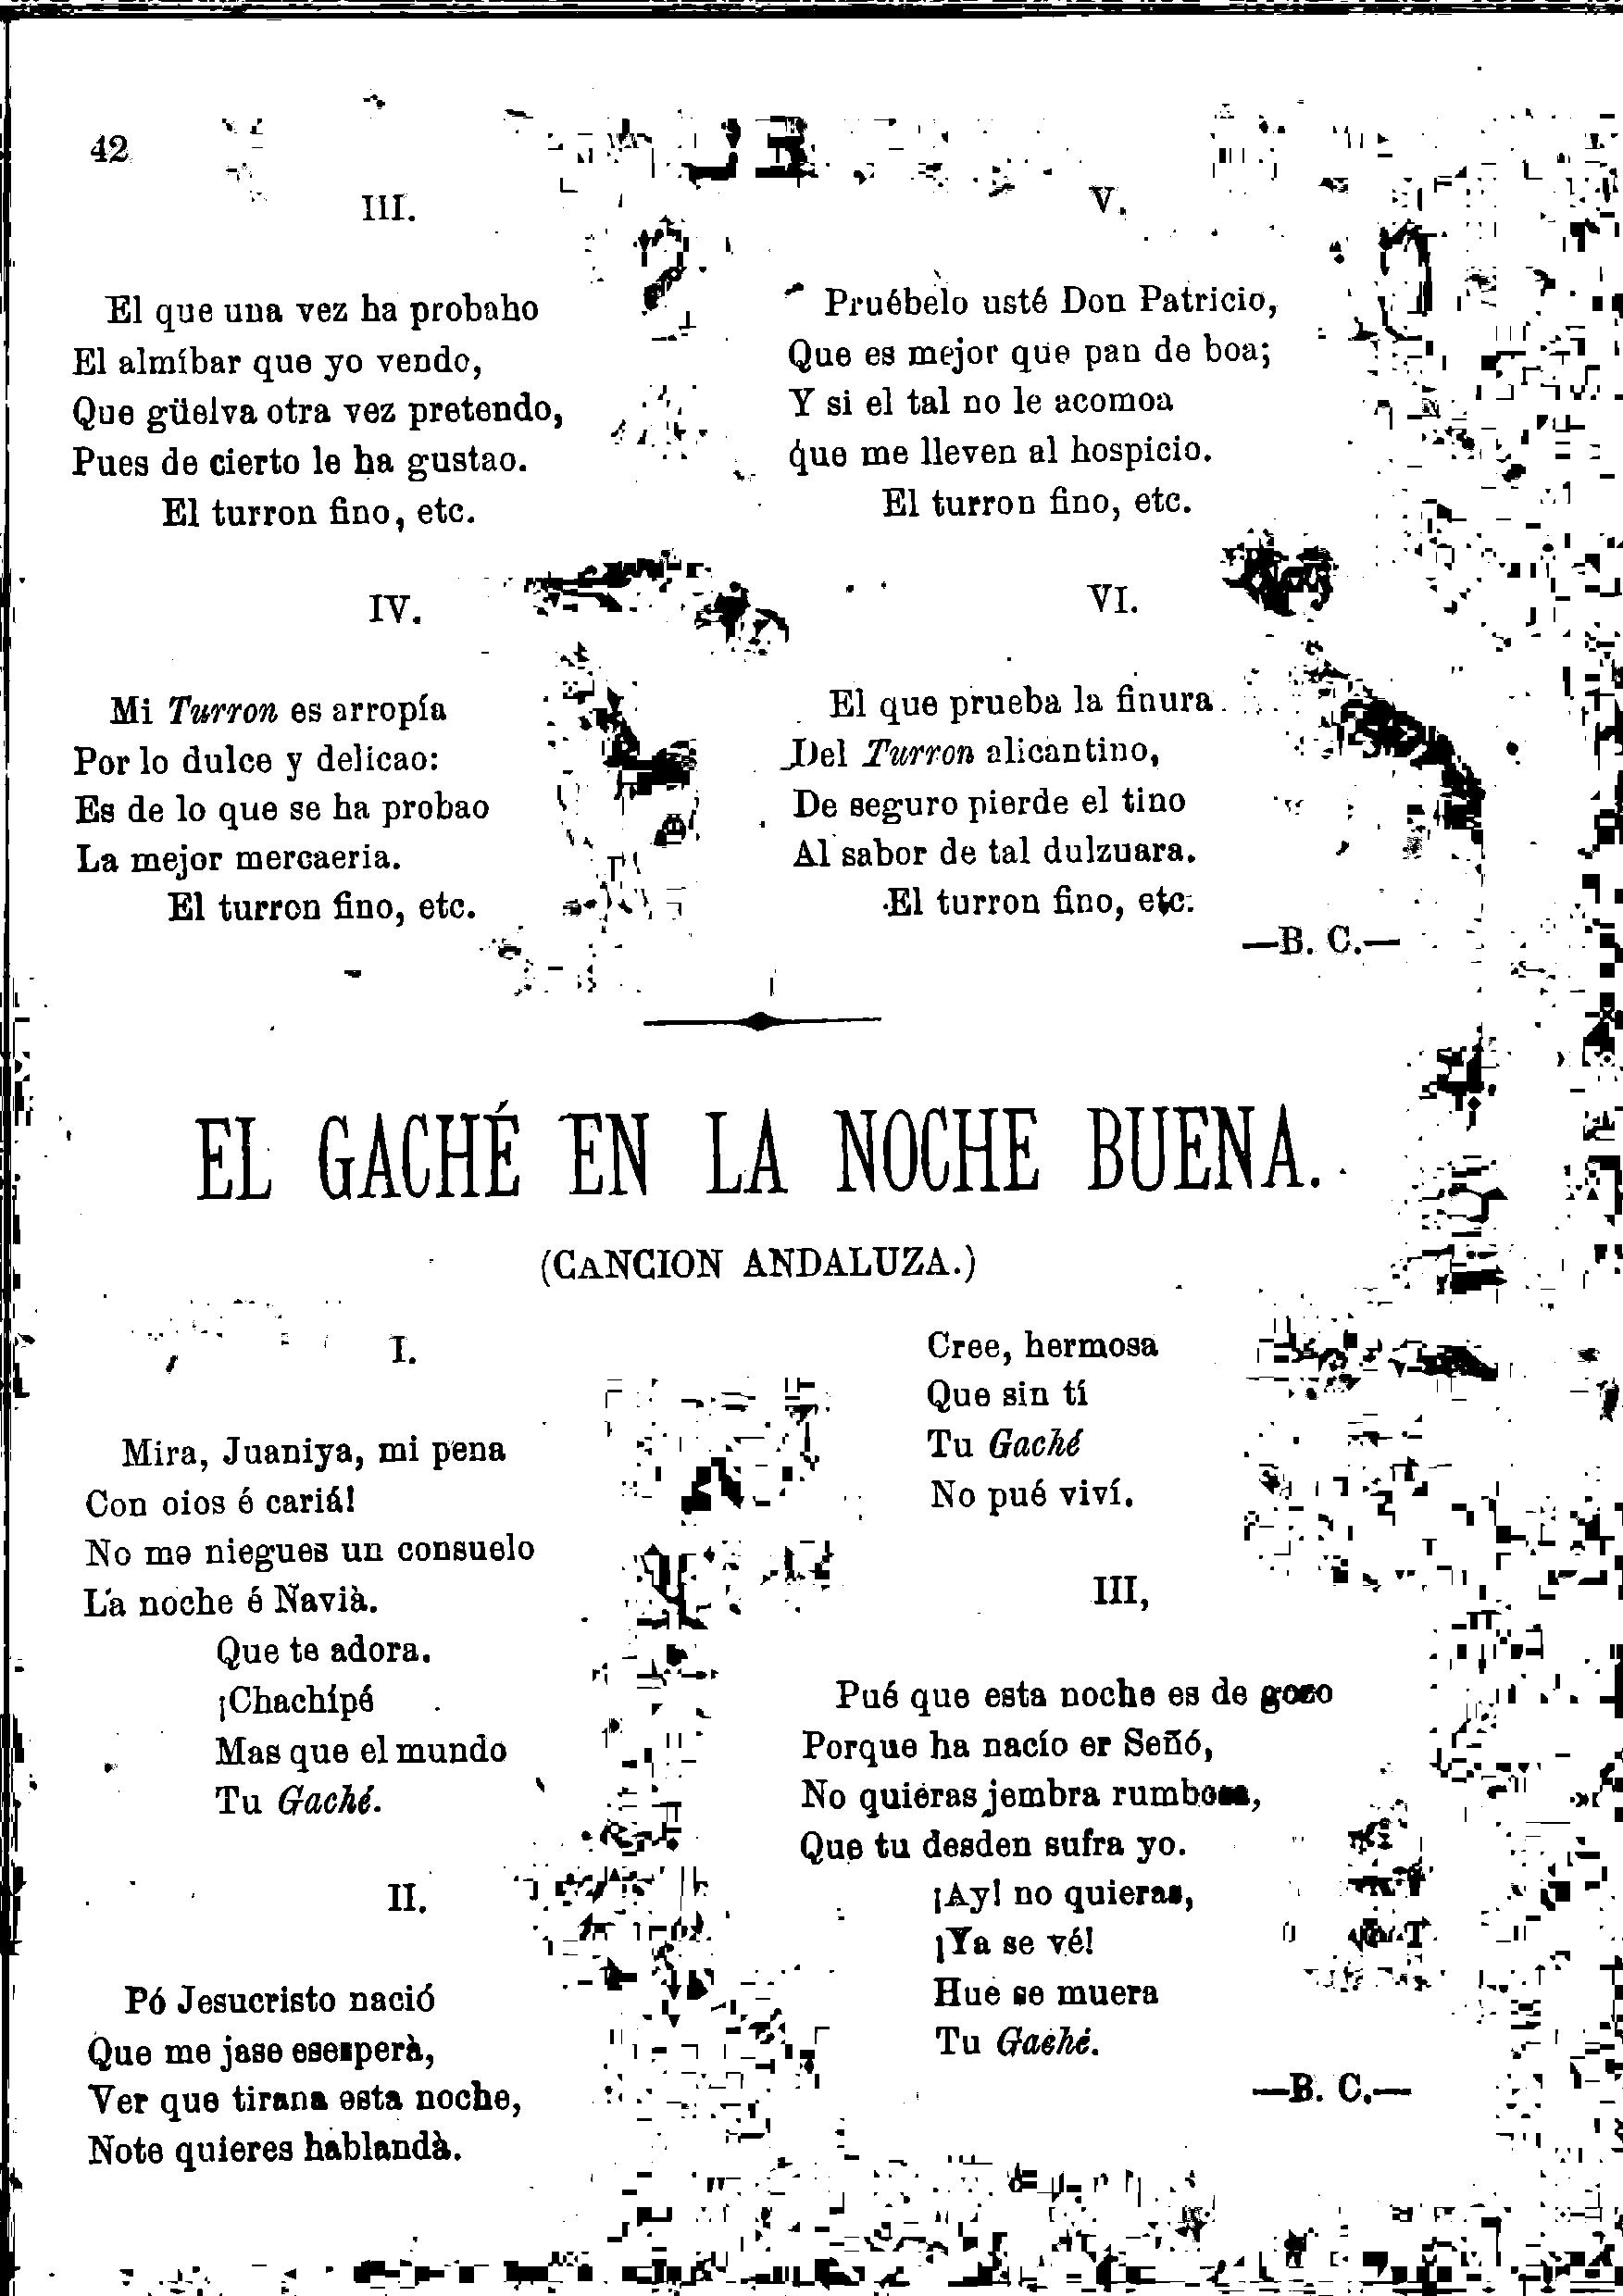 42
III.
El que una vez ha probaho
El almíbar que yo vendo,
Que güelva otra vez pretendo,
Pues de cierto le ha gustao.
El turron fino, etc.
IV.
Mi Turron es arropía
Por lo dulce y delicao:
Es de lo que se ha probao
La mejor mercaeria.
El turron fino, etc.
V.
Pruébelo usté Don Patricio,
Que es mejor que pan de boa;
Y si el tal no le acomoa
que me lleven al hospicio.
El turron fino, etc.
VI.
El que prueba la finura
Del Turron alicantino,
De seguro pierde el tino
Al sabor de tal dulzuara.
El turron fino, etc.
—B. C.—
EL GACHÉ EN LA NOCHE BUENA.
(CANCION ANDALUZA.)
I.
Mira, Juaniya, mi pena
Con oios é cariá!
No me niegues un consuelo
La noche é Navià.
Que te adora.
¡Chachípé
Mas que el mundo
Tu Gaché.
II.
Pó Jesucristo nació
Que me jase esesperà,
Ver que tirana esta noche,
Note quieres hablandà.
Cree, hermosa
Que sin tí
Tu Gaché
No pué viví.
III,
Pué que esta noche es de gozo
Porque ha nacío er Señó,
No quieras jembra rumbosa,
Que tu desden sufra yo.
¡Ay! no quieras,
¡Ya se vé!
Hue se muera
Tu Gaché.
—B. C.—